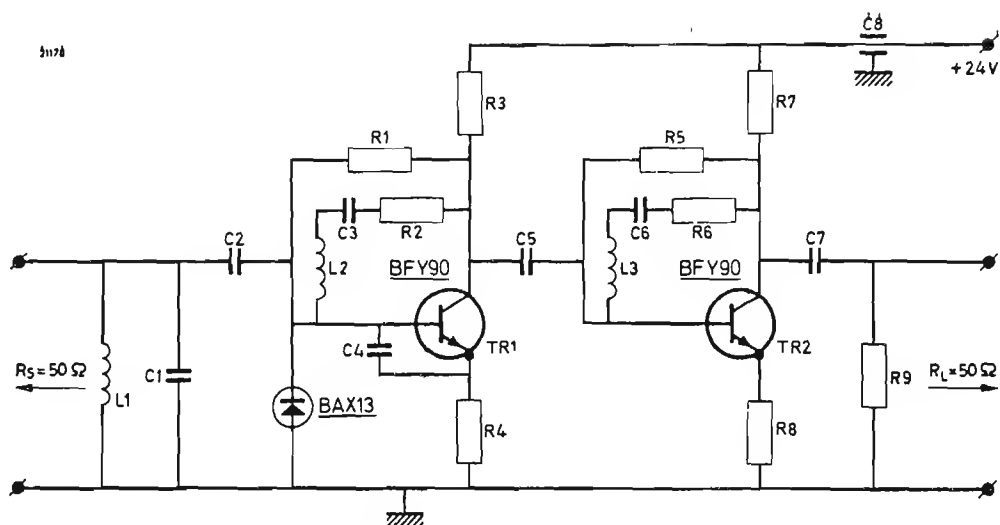 C8
+24V
R3
R7
R1
R5
C3
R2
C6
R6
C2
L2
BFY90
C5
L3
BFY90
C7
TR1
TR2
C4
RS=50Ω
L1
C1
BAX13
R4
R8
R9
RL=50Ω